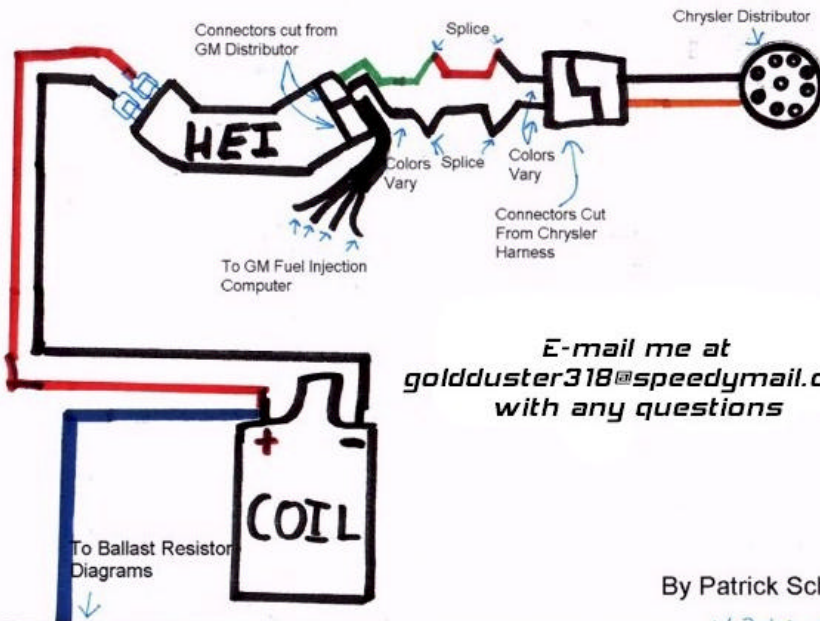 Chrysler Distributor
Connectors cut from
GM Distributor
Splice
HEI
Colors
Vary
Splice
Colors
Vary
Connectors Cut
From Chrysler
Harness
To GM Fuel Injection
Computer
E-mail me at
goldduster318@speedymail.c
with any questions
+
-
COIL
To Ballast Resistor
Diagrams
By Patrick